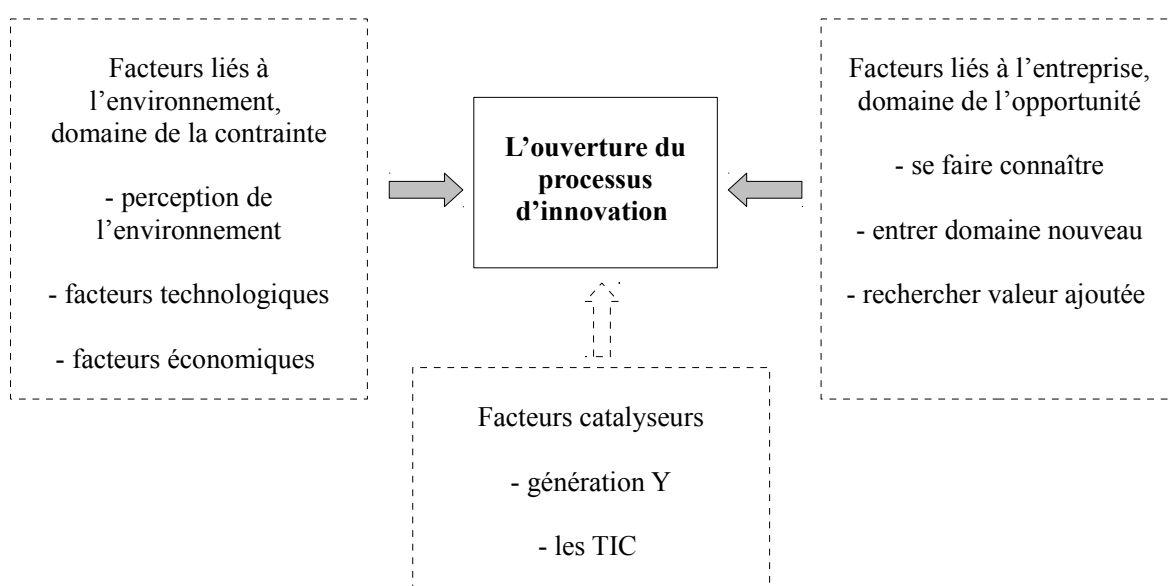 Facteurs liés à
l’environnement,
domaine de la contrainte
- perception de
l’environnement
- facteurs technologiques
- facteurs économiques
L’ouverture du
processus
d’innovation
Facteurs liés à l’entreprise,
domaine de l’opportunité
- se faire connaître
- entrer domaine nouveau
- rechercher valeur ajoutée
Facteurs catalyseurs
- génération Y
- les TIC